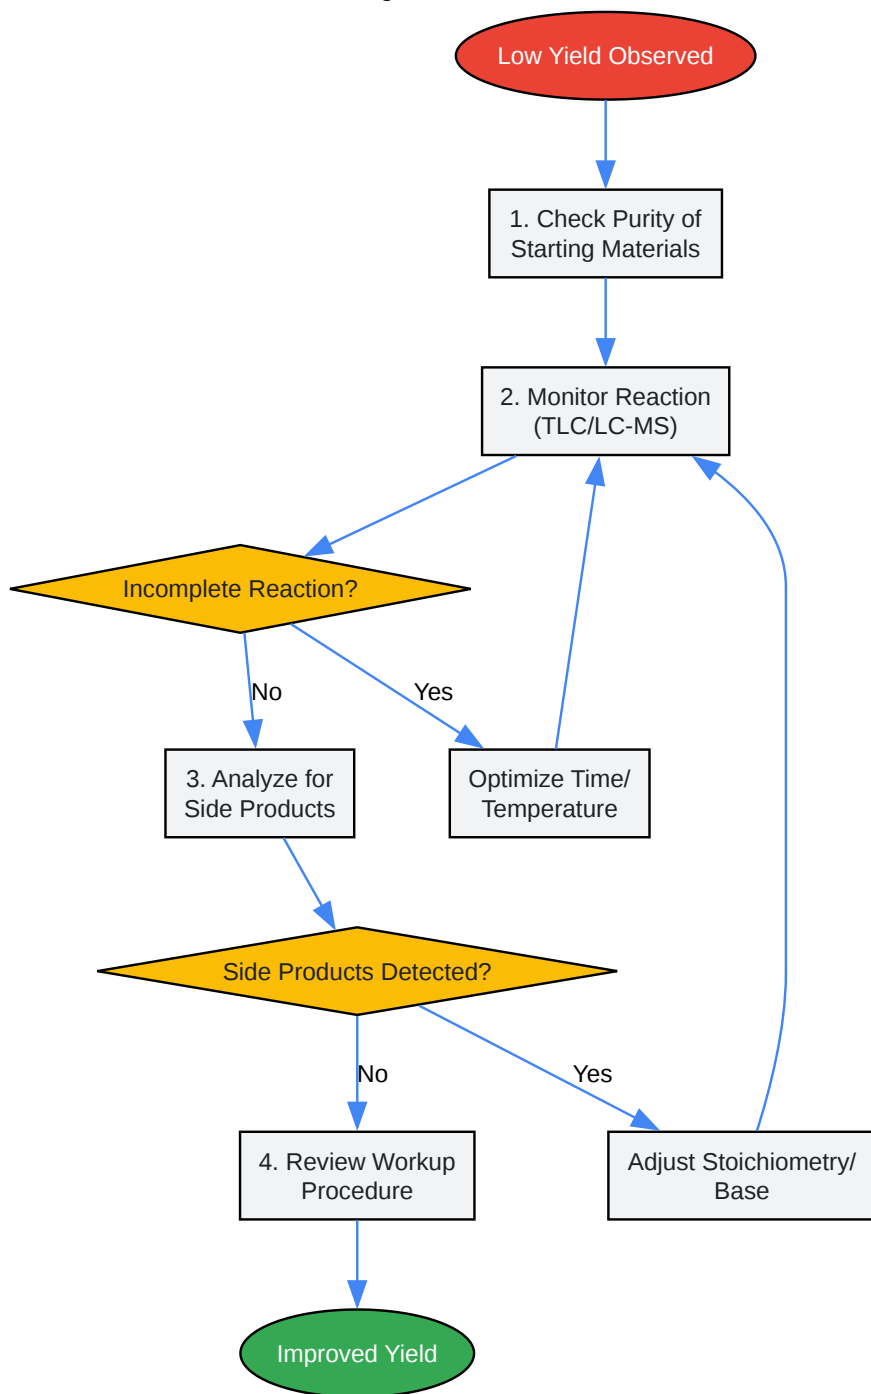 Low Yield Observed
1. Check Purity of
Starting Materials
2. Monitor Reaction
(TLC/LC-MS)
Incomplete Reaction?
No
Yes
3. Analyze for
Side Products
Optimize Time/
Temperature
Side Products Detected?
No
Yes
4. Review Workup
Procedure
Adjust Stoichiometry/
Base
Improved Yield